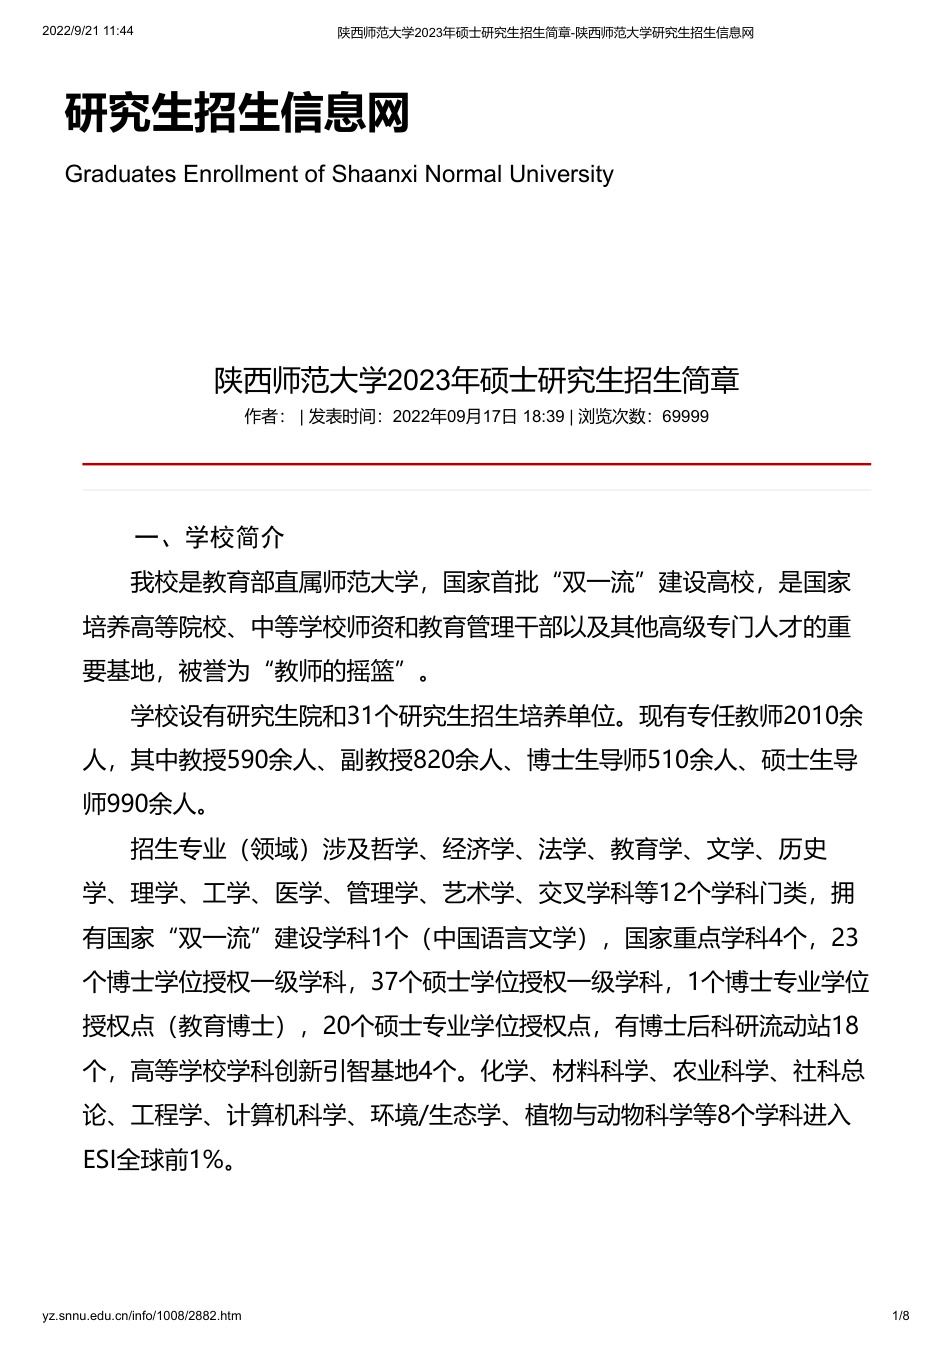 2022/9/21 11:44
陕西师范大学2023年硕士研究生招生简章-陕西师范大学研究生招生信息网
研究生招生信息网
Graduates Enrollment of Shaanxi Normal University
陕西师范大学2023年硕士研究生招生简章
作者： | 发表时间：2022年09月17日 18:39 | 浏览次数：69999
一、学校简介
我校是教育部直属师范大学，国家首批“双一流”建设高校，是国家
培养高等院校、中等学校师资和教育管理干部以及其他高级专门人才的重
要基地，被誉为“教师的摇篮”。
学校设有研究生院和31个研究生招生培养单位。现有专任教师2010余
人，其中教授590余人、副教授820余人、博士生导师510余人、硕士生导
师990余人。
招生专业（领域）涉及哲学、经济学、法学、教育学、文学、历史
学、理学、工学、医学、管理学、艺术学、交叉学科等12个学科门类，拥
有国家“双一流”建设学科1个（中国语言文学），国家重点学科4个，23
个博士学位授权一级学科，37个硕士学位授权一级学科，1个博士专业学位
授权点（教育博士），20个硕士专业学位授权点，有博士后科研流动站18
个，高等学校学科创新引智基地4个。化学、材料科学、农业科学、社科总
论、工程学、计算机科学、环境/生态学、植物与动物科学等8个学科进入
ESI全球前1%。
yz.snnu.edu.cn/info/1008/2882.htm
1/8